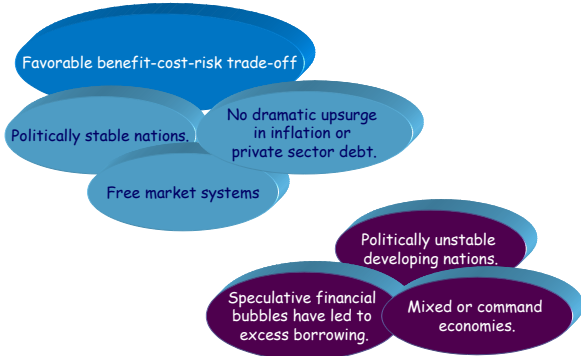 Favorable benefit-cost-risk trade-off
Politically stable nations.
No dramatic upsurge
in inflation or
private sector debt.
Free market systems
Politically unstable
developing nations.
Speculative financial
bubbles have led to
excess borrowing.
Mixed or command
economies.